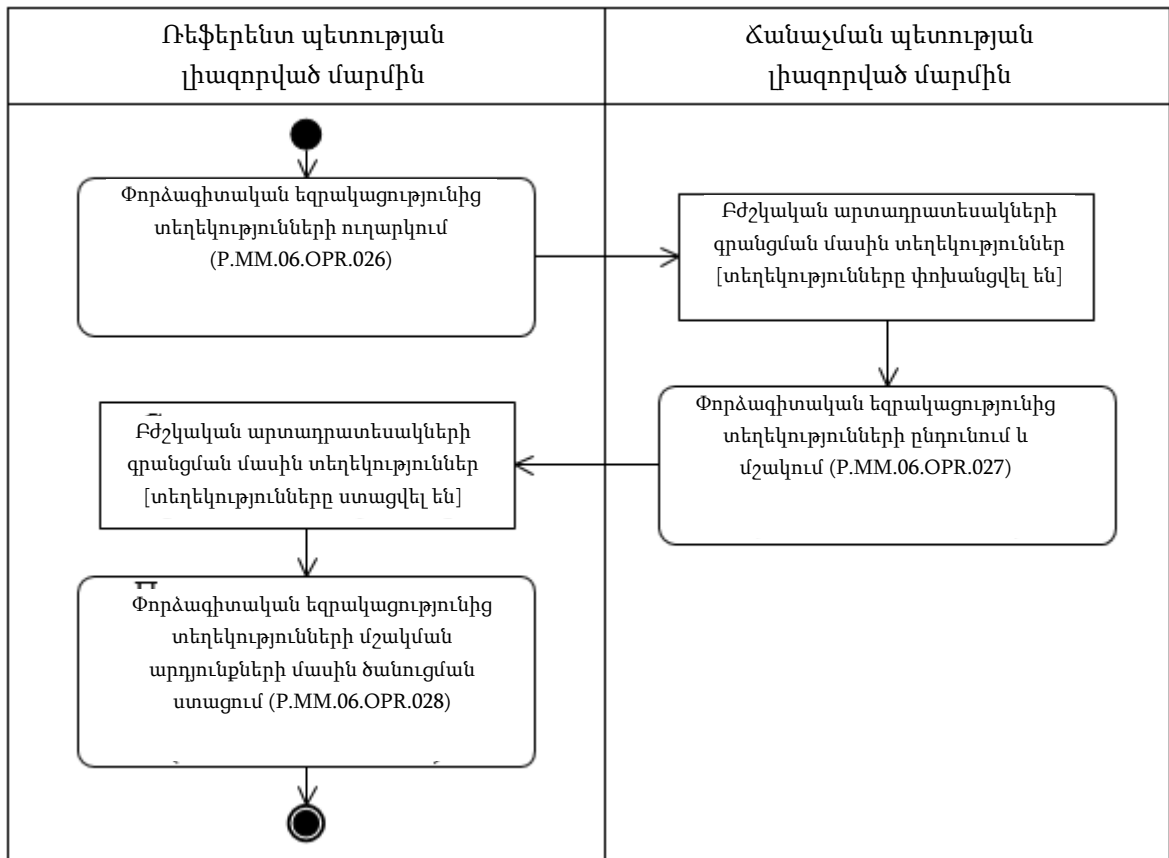 Ռեֆերենտ պետության
լիազորված մարմին
Ճանաչման պետության
լիազորված մարմին
Փորձագիտական եզրակացությունից
տեղեկությունների ուղարկում
(P.MM.06.OPR.026)
Բժշկական արտադրատեսակների
գրանցման մասին տեղեկություններ
[տեղեկությունները փոխանցվել են]
Փորձագիտական եզրակացությունից
տեղեկությունների ընդունում և
մշակում (P.MM.06.OPR.027)
Բժշկական արտադրատեսակների
գրանցման մասին տեղեկություններ
[տեղեկությունները ստացվել են]
Փորձագիտական եզրակացությունից
տեղեկությունների մշակման
արդյունքների մասին ծանուցման
ստացում (P.MM.06.OPR.028)